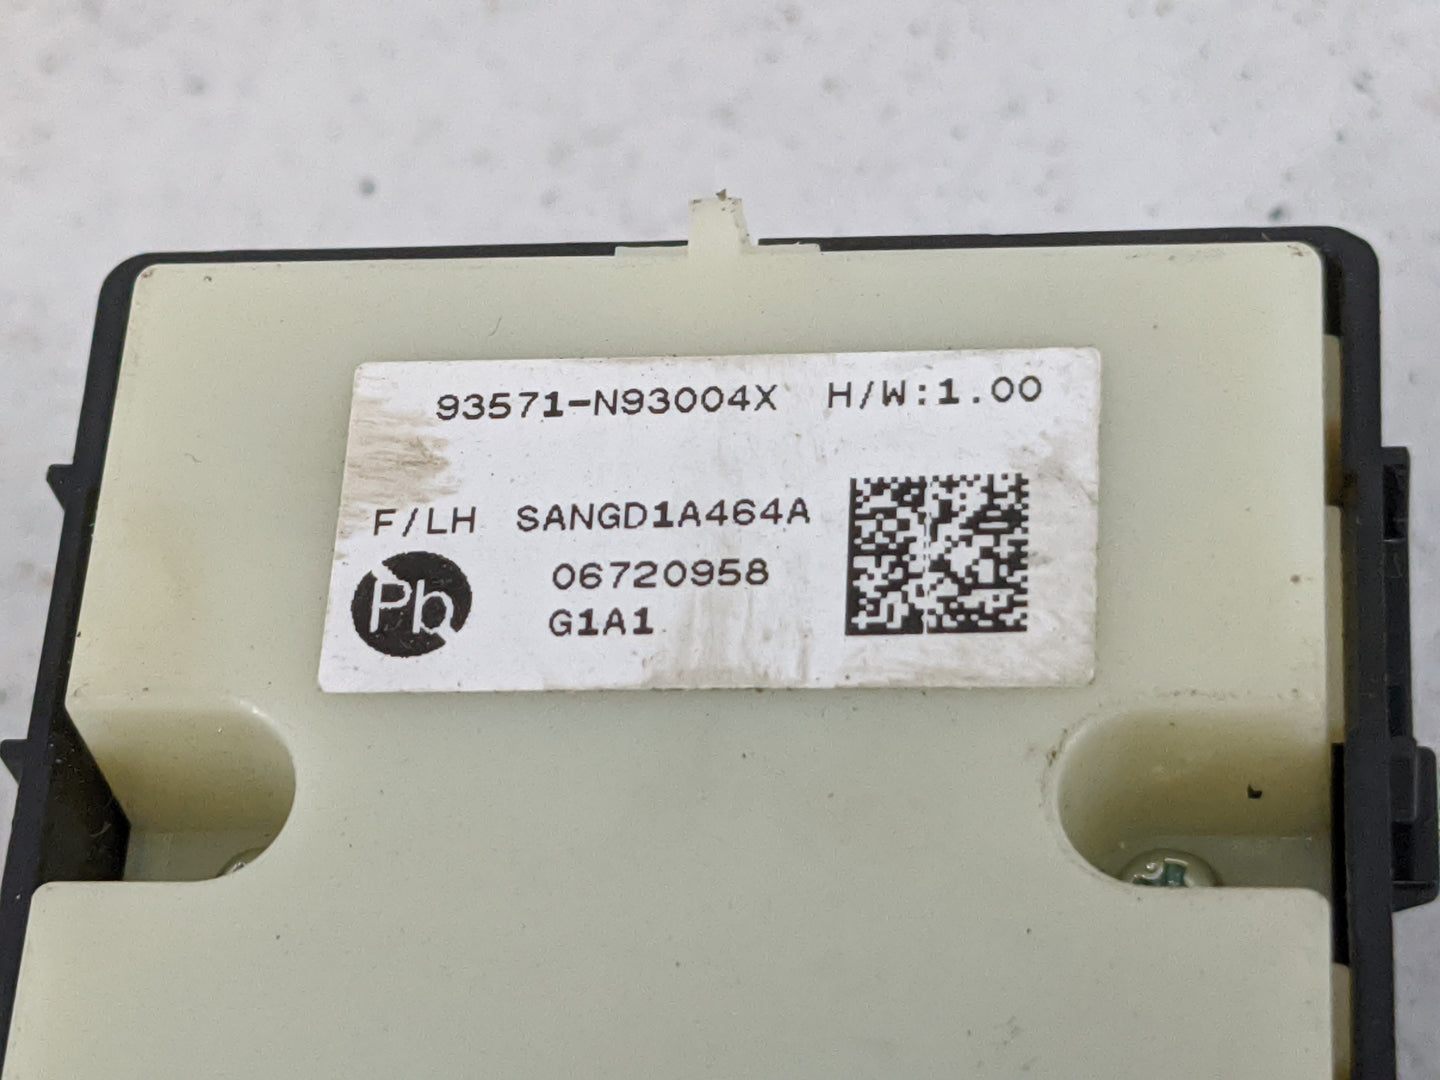 93571-N93004X H/W:1.00
F/LH SANGD1A464A
Pb 06720958
G1A1